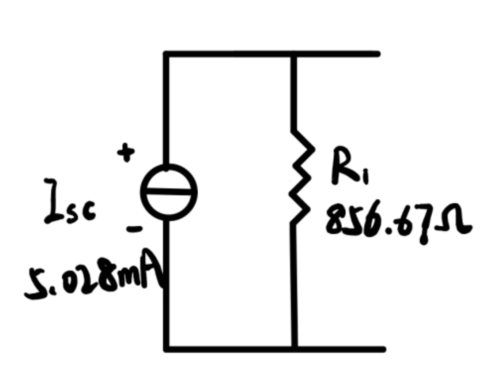 +
Isc
-
5.028mA
R₁
856.67Ω